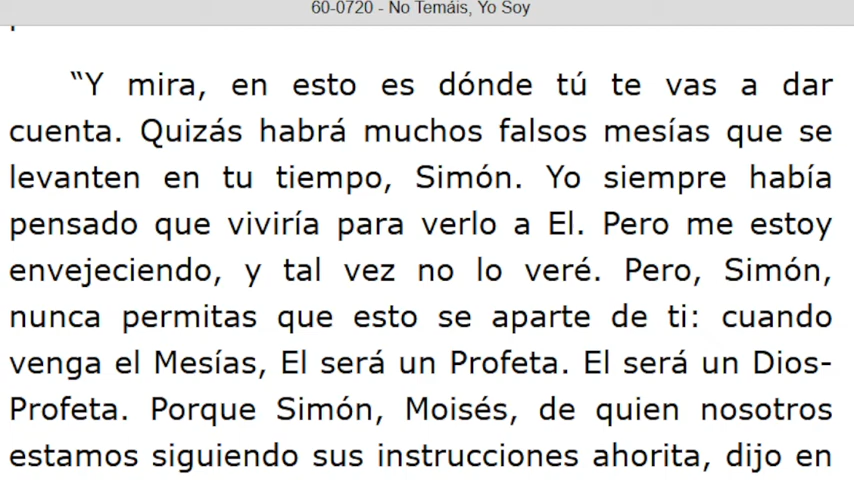 60-0720 - No Temáis, Yo Soy
“Y mira, en esto es dónde tú te vas a dar
cuenta. Quizás habrá muchos falsos mesías que se
levanten en tu tiempo, Simón. Yo siempre había
pensado que viviría para verlo a El. Pero me estoy
envejeciendo, y tal vez no lo veré. Pero, Simón,
nunca permitas que esto se aparte de ti: cuando
venga el Mesías, El será un Profeta. El será un Dios-
Profeta. Porque Simón, Moisés, de quien nosotros
estamos siguiendo sus instrucciones ahorita, dijo en